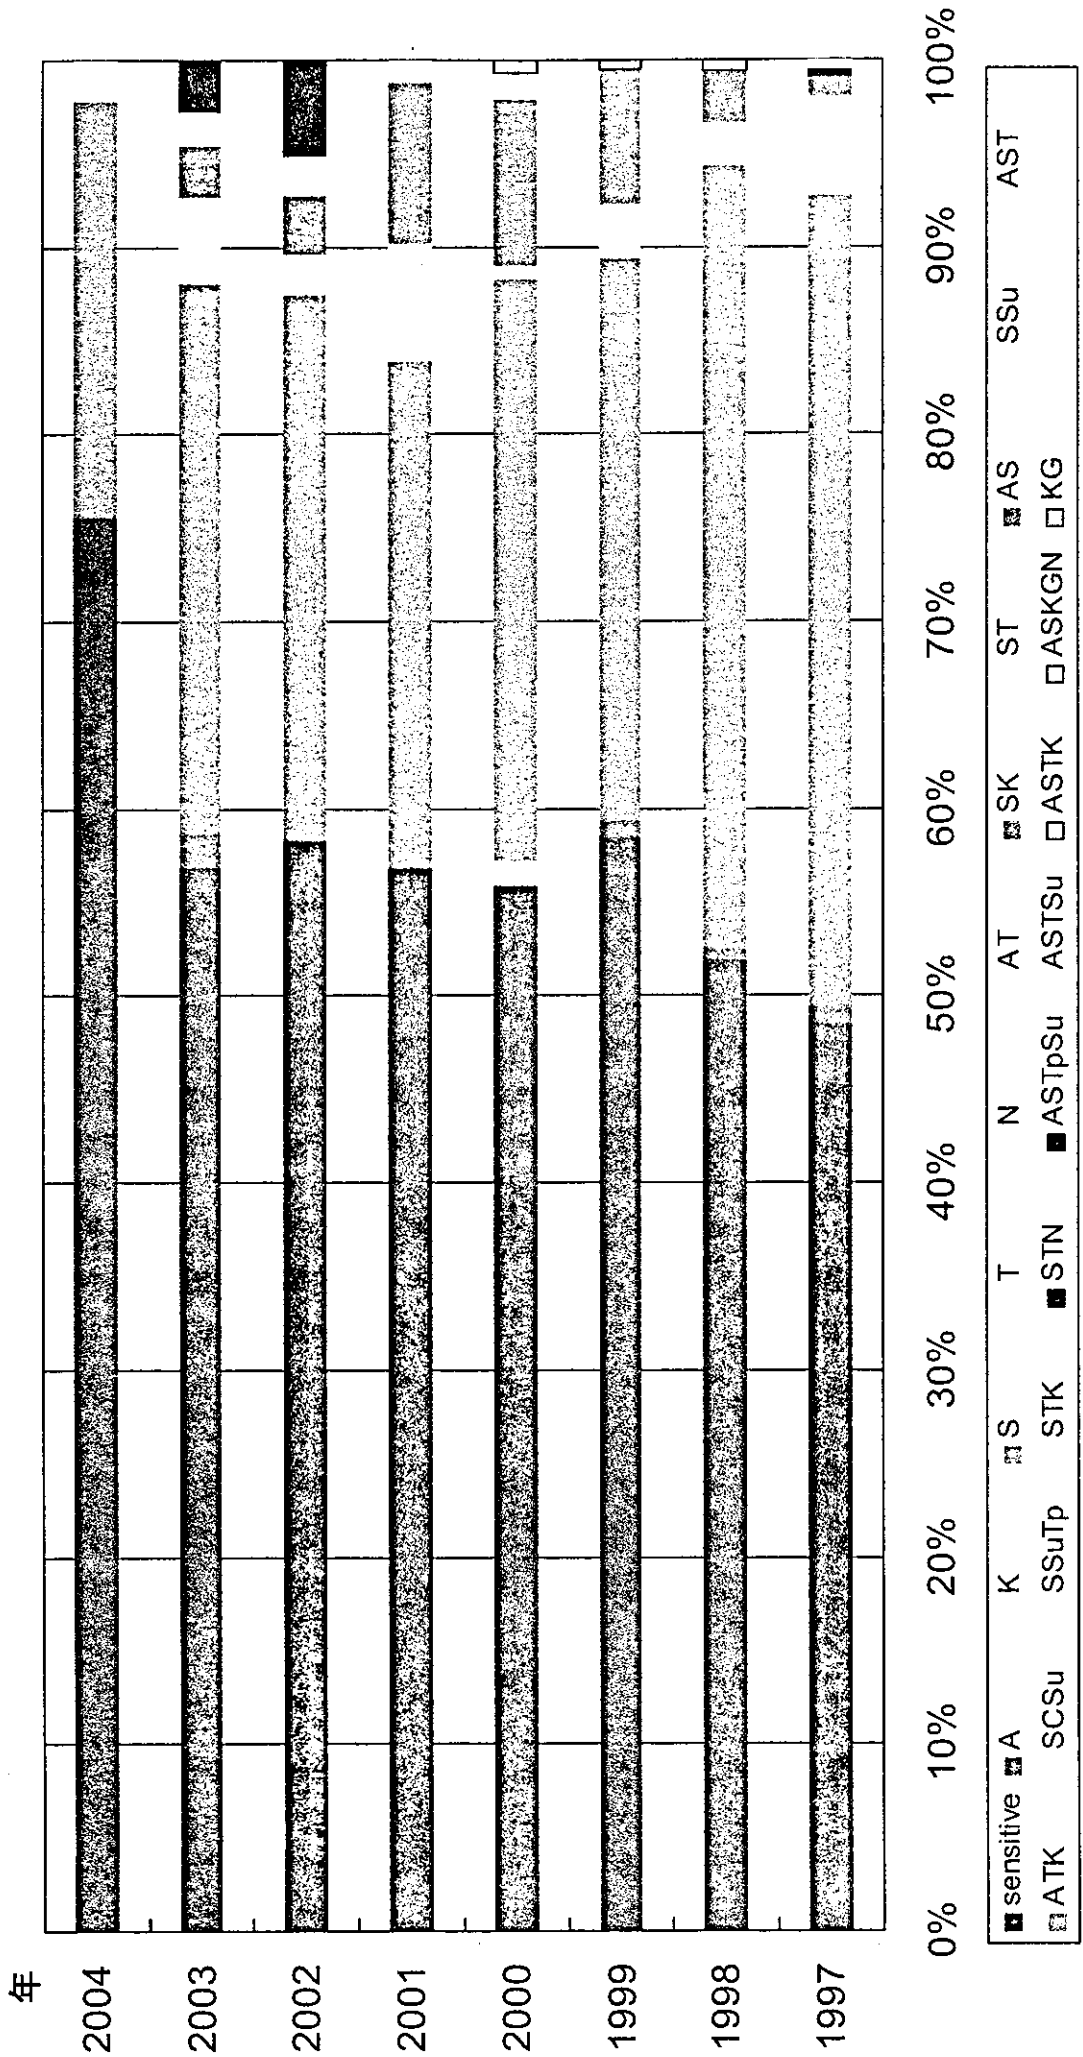 年
2004
2003
2002
2001
2000
1999
1998
1997
0% 10% 20% 30% 40% 50% 60% 70% 80% 90% 100%
sensitive A K S T N AT SK ST AS SSu AST
ATK SCSu SSuTp STK STN ASTpSu ASTSu ASTK ASKGN KG